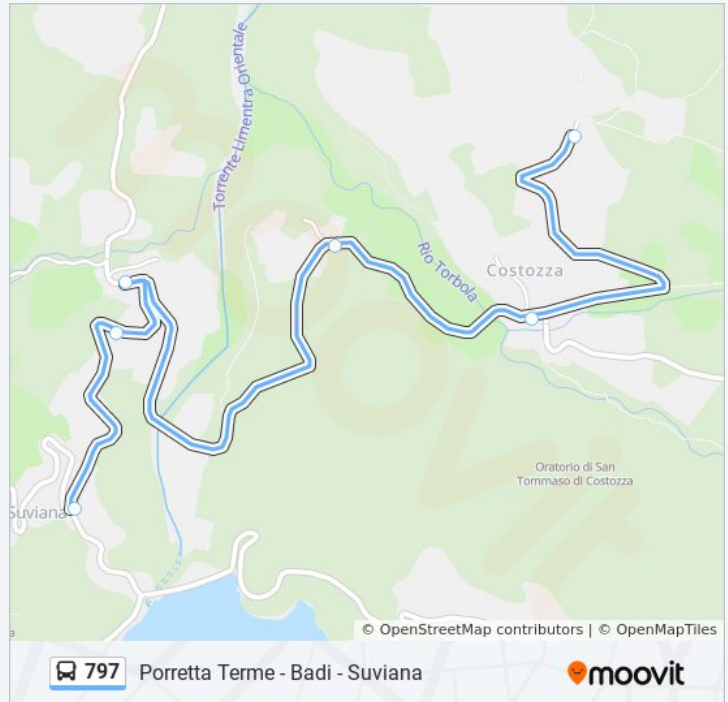 Torrente Limentra Orientale
Rio Torbola
Costozza
Oratorio di San
Tommaso di Costozza
Suviana
a
© OpenStreetMap contributors | © OpenMapTiles
797 Porretta Terme - Badi - Suviana
moovit